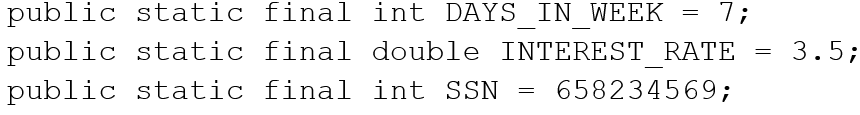 public static final int DAYS_IN_WEEK = 7;
public static final double INTEREST_RATE = 3.5;
public static final int SSN = 658234569;